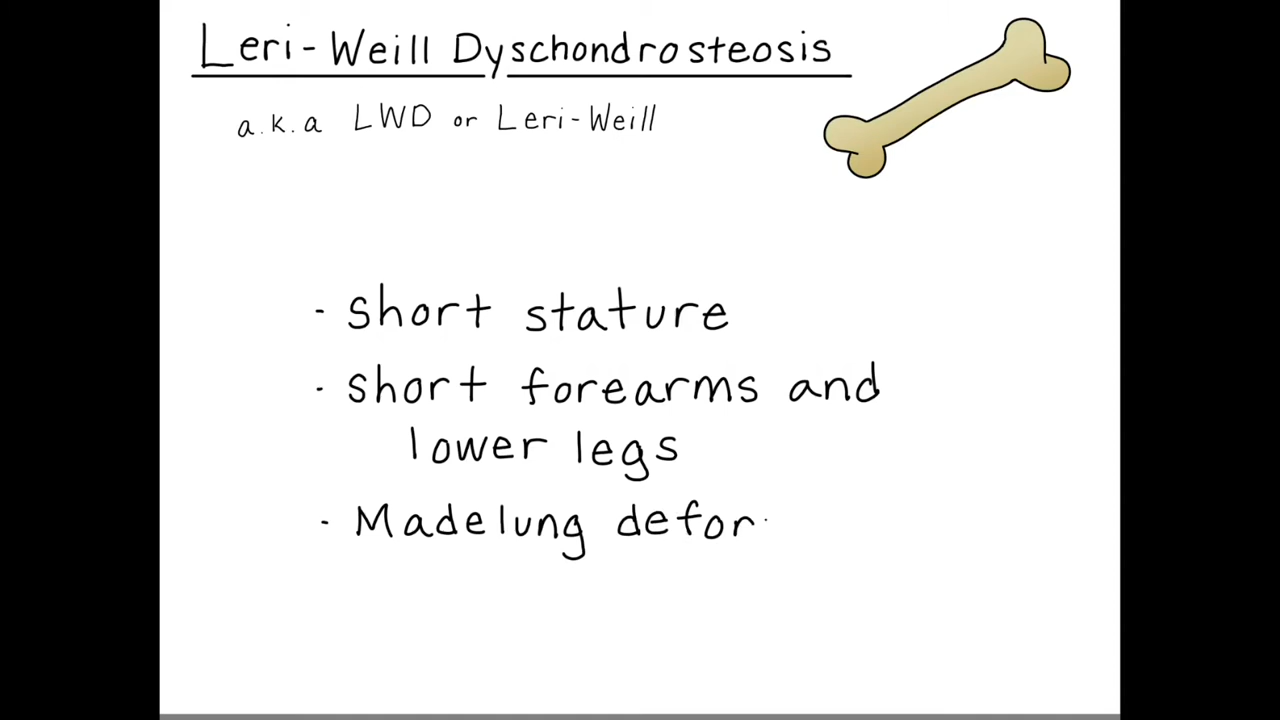 Leri-Weill Dyschondrosteosis
a.k.a LWD or Leri-Weill
- short stature
- short forearms and
lower legs
- Madelung defor